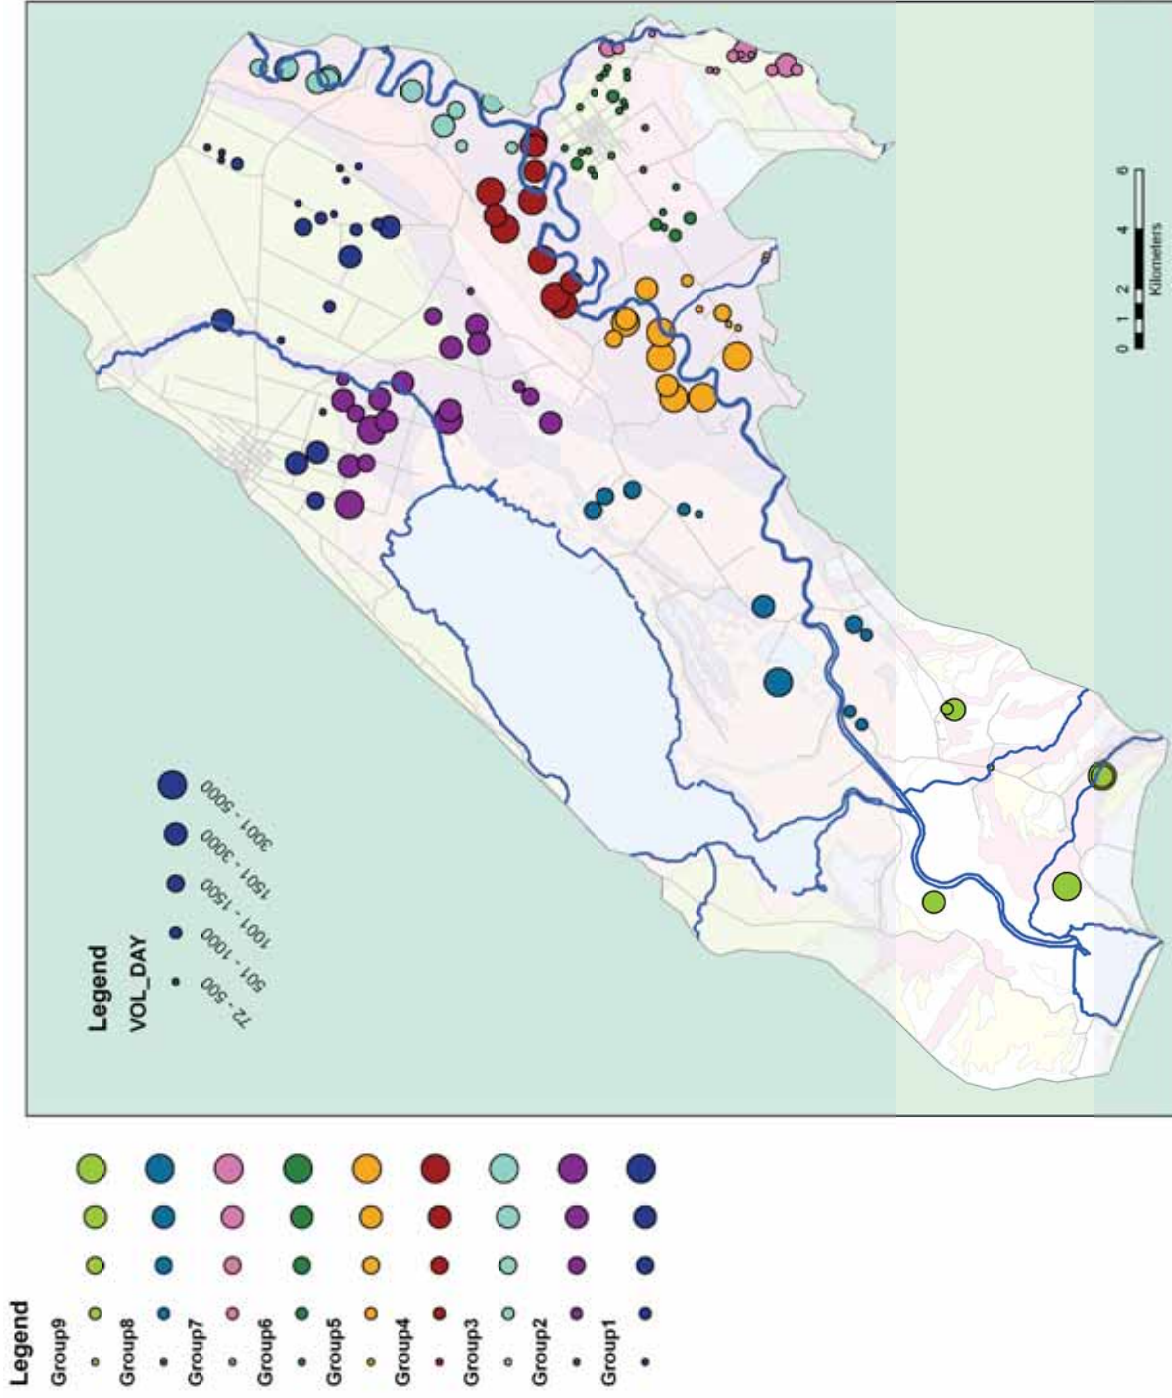 Legend
Group9
Group8
Group7
Group6
Group5
Group4
Group3
Group2
Group1
Legend
VOL_DAY
72 - 500
501 - 1000
1001 - 1500
1501 - 3000
3001 - 5000
0 1 2 4 6
Kilometers